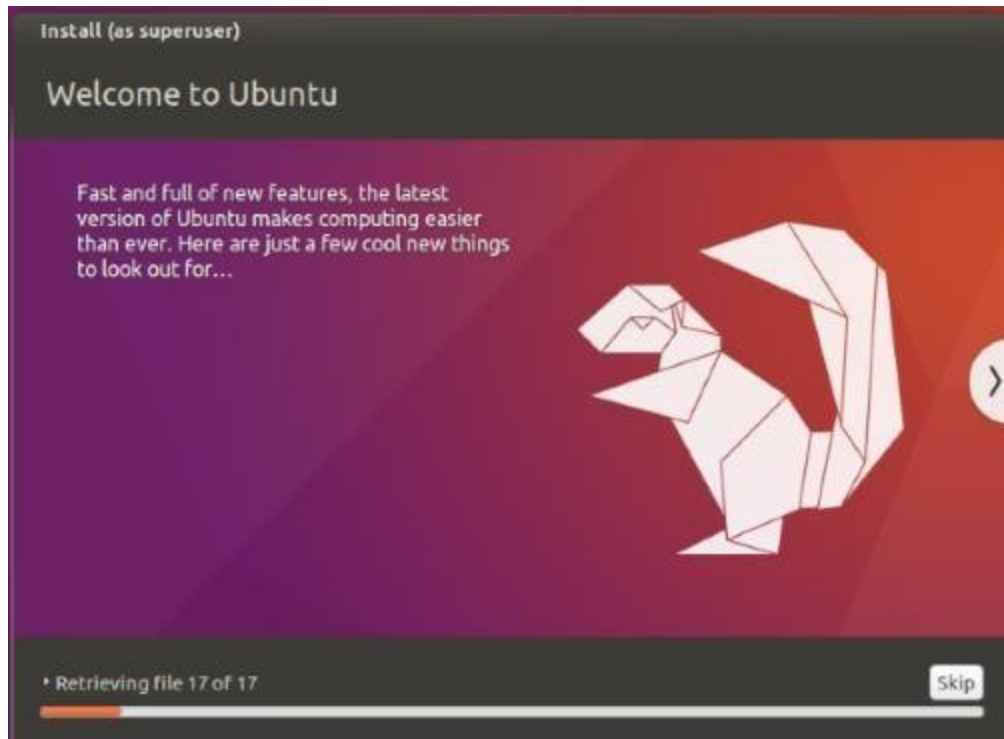 Install (as superuser)
Welcome to Ubuntu
Fast and full of new features, the latest
version of Ubuntu makes computing easier
than ever. Here are just a few cool new things
to look out for...
Retrieving file 17 of 17
Skip